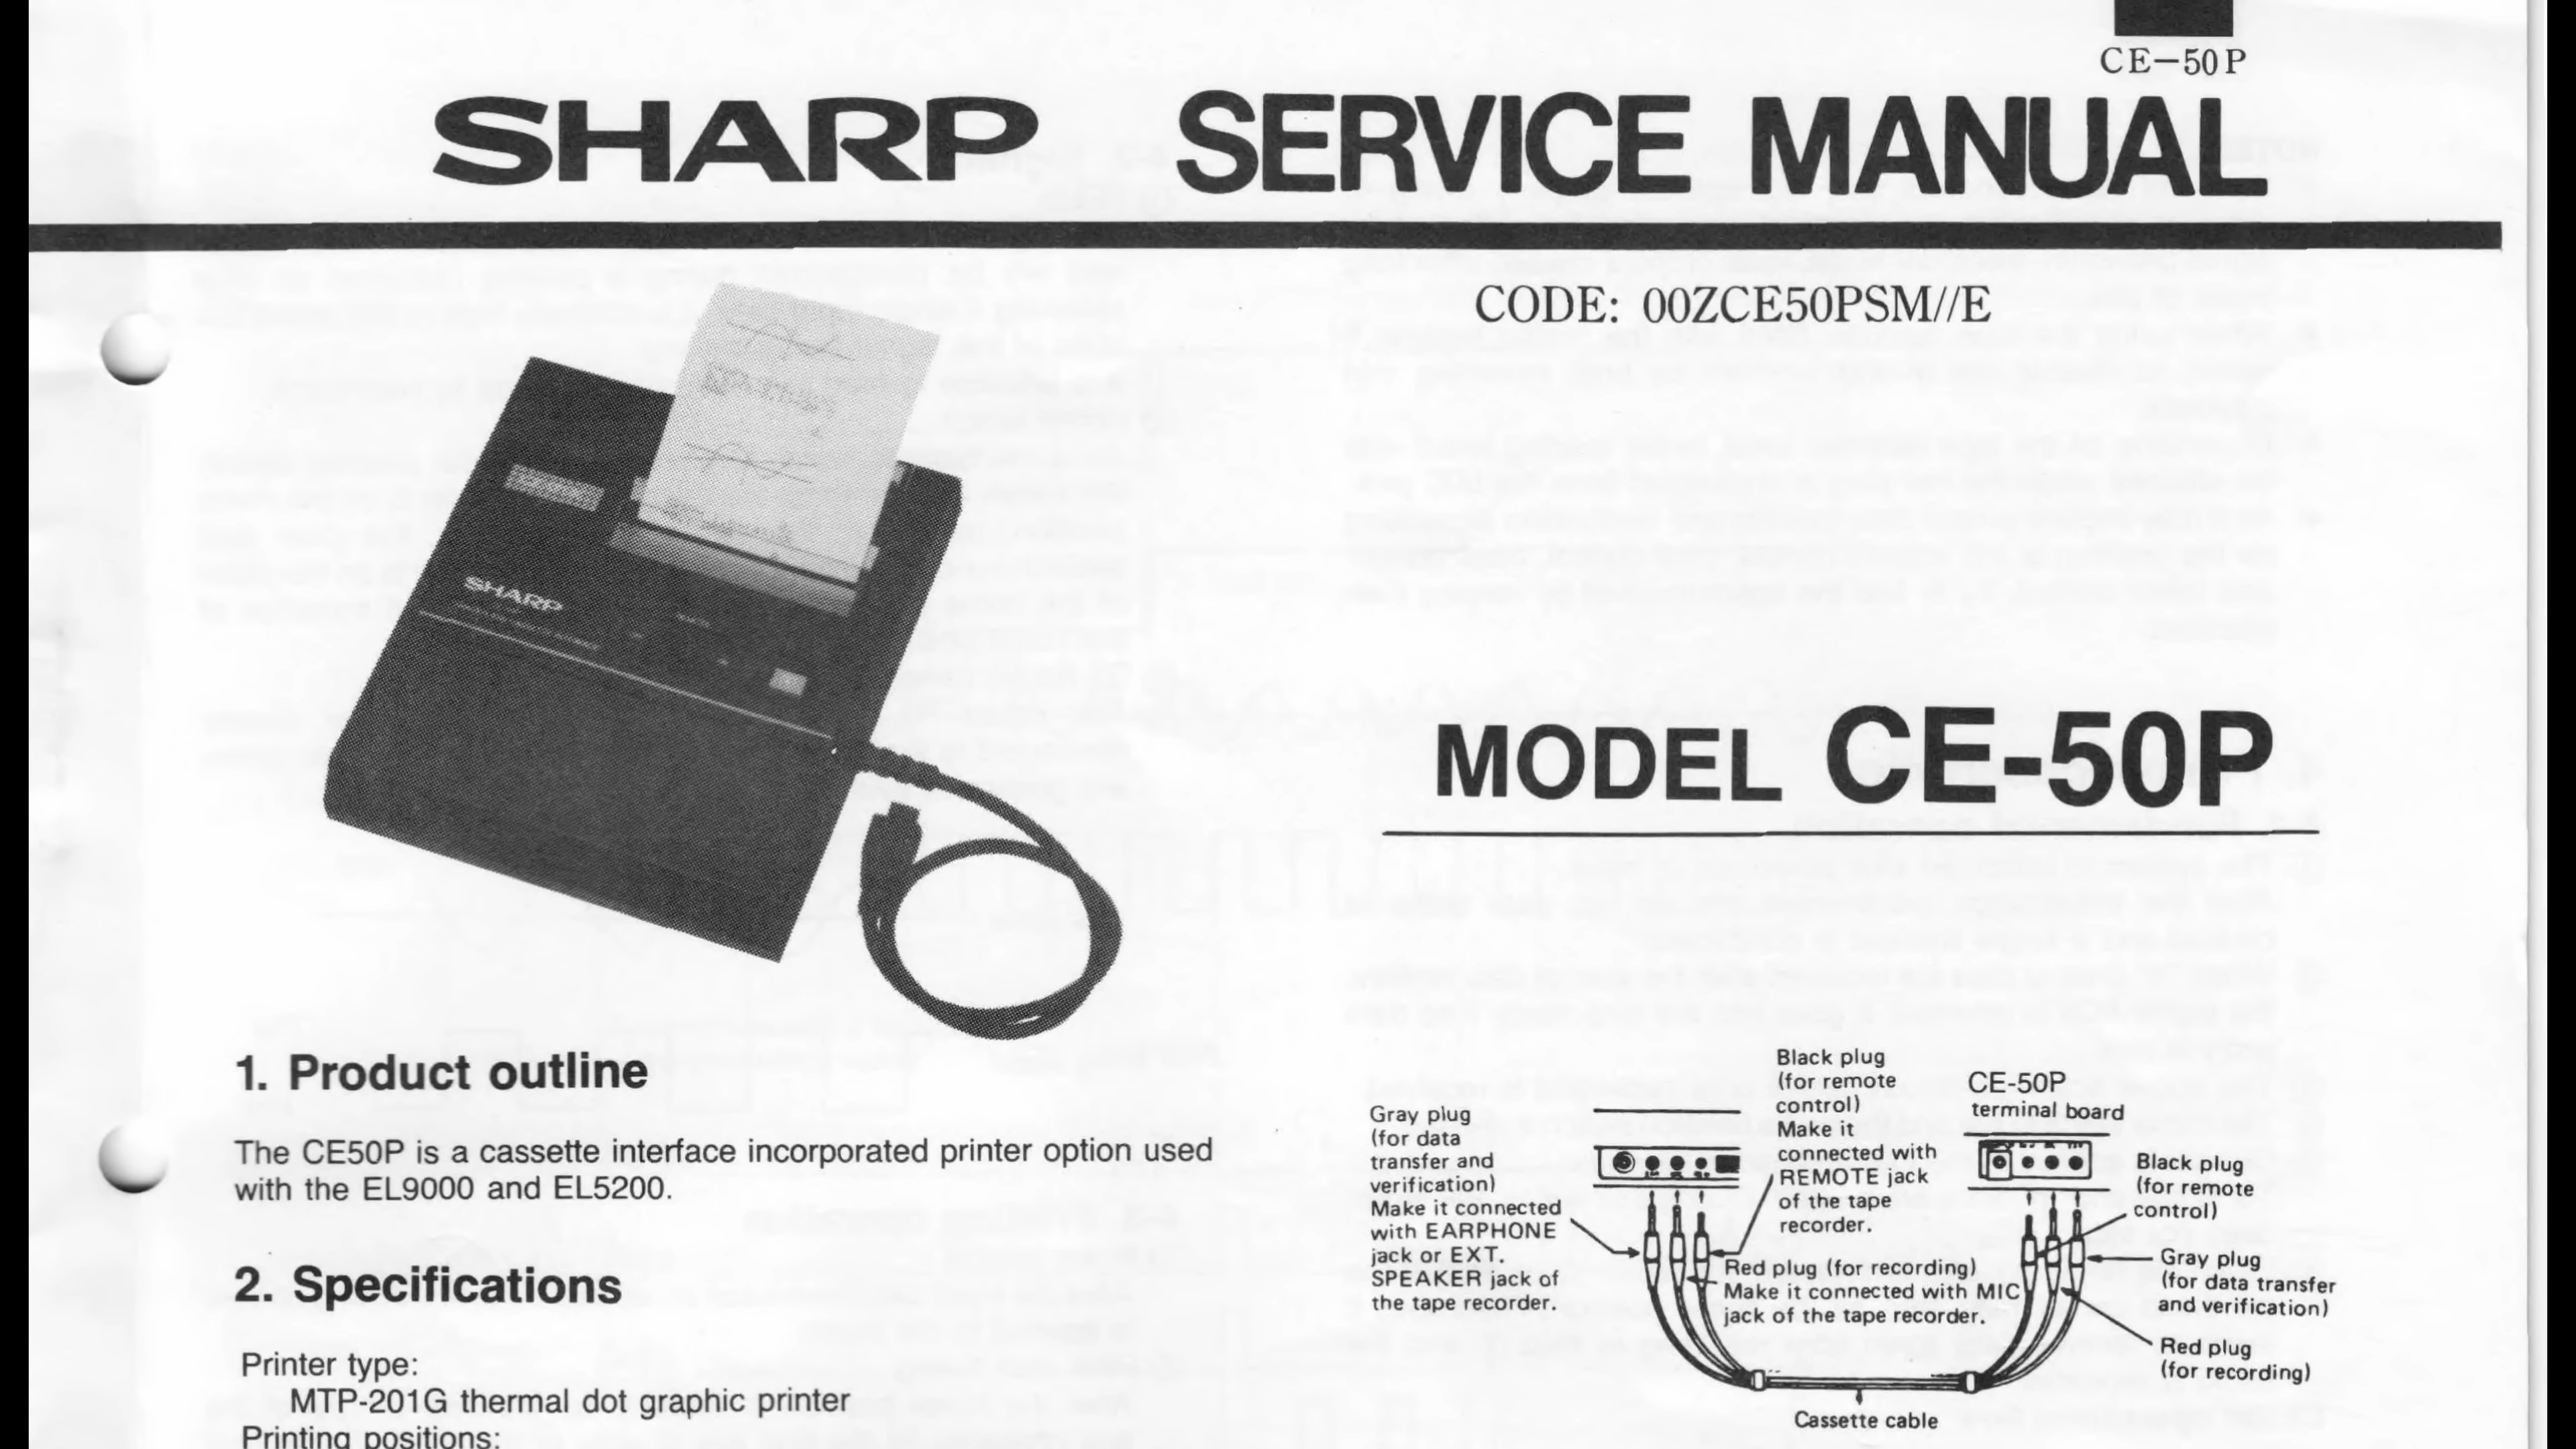 CE-50P
SHARP SERVICE MANUAL
CODE: 00ZCE50PSM//E
SHARP
MODEL CE-50P
1. Product outline
The CE50P is a cassette interface incorporated printer option used
with the EL9000 and EL5200.
2. Specifications
Printer type:
MTP-201G thermal dot graphic printer
Printing positions:
Gray plug
(for data
transfer and
verification)
Make it connected
with EARPHONE
jack or EXT.
SPEAKER jack of
the tape recorder.
Black plug
(for remote
control)
Make it
connected with
REMOTE jack
of the tape
recorder.
Red plug (for recording)
Make it connected with MIC
jack of the tape recorder.
CE-50P
terminal board
Black plug
(for remote
control)
Gray plug
(for data transfer
and verification)
Red plug
(for recording)
Cassette cable